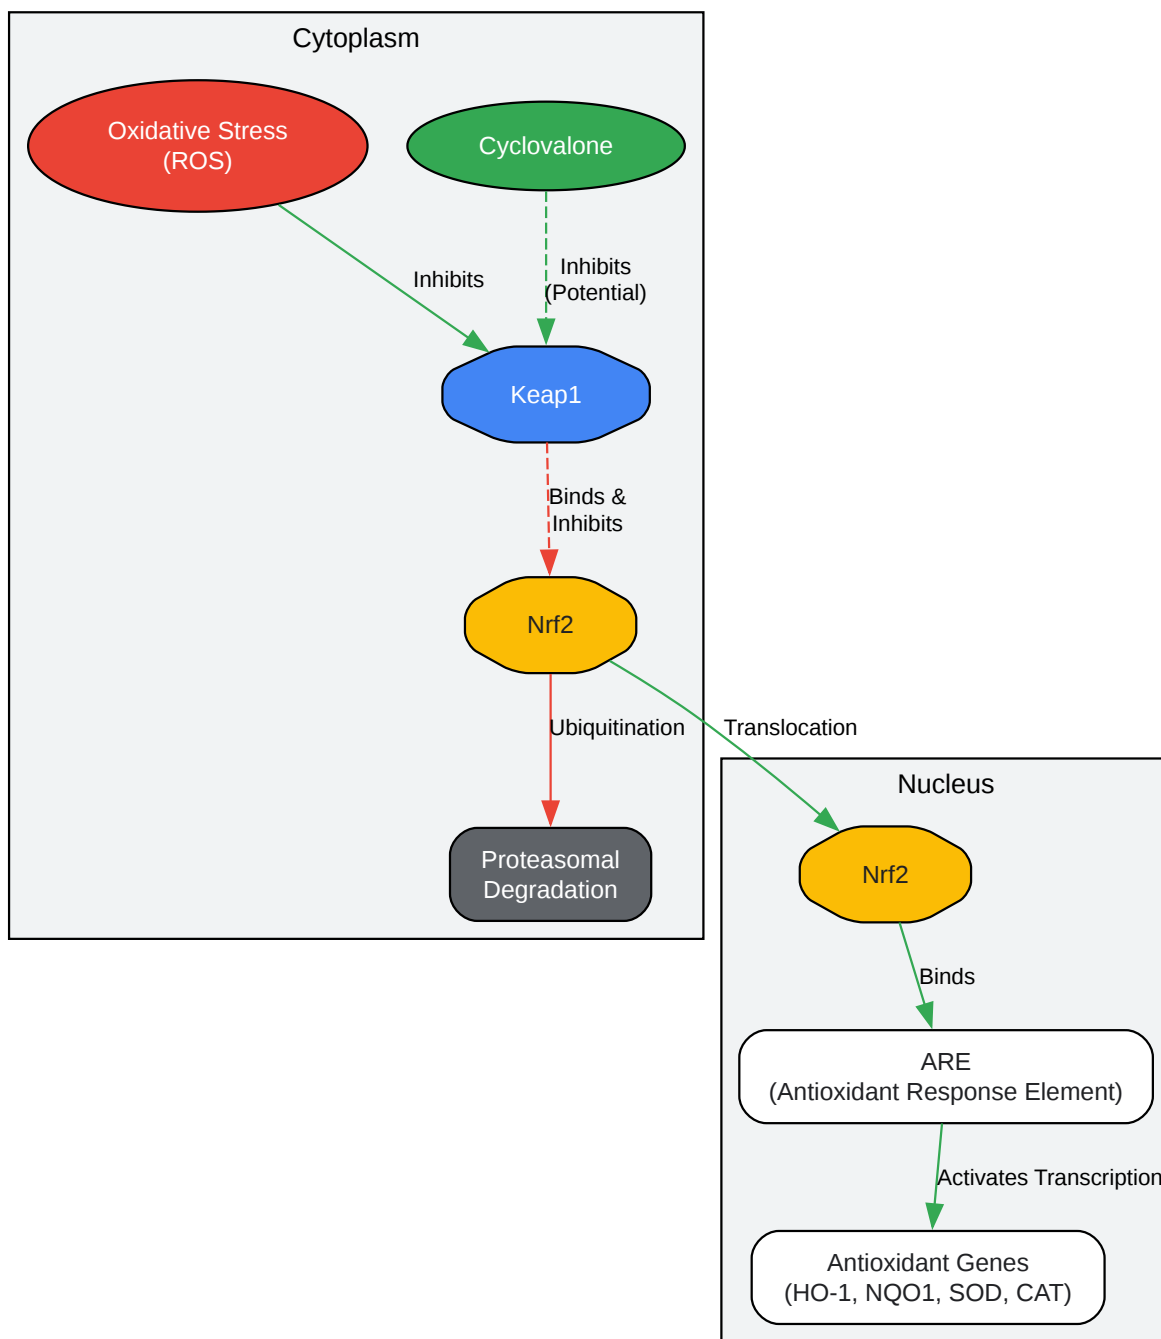 Cytoplasm
Oxidative Stress
(ROS)
Cyclovalone
Inhibits
Inhibits
(Potential)
Keap1
Binds &
Inhibits
Nrf2
Ubiquitination
Translocation
Proteasomal
Degradation
Nucleus
Nrf2
Binds
ARE
(Antioxidant Response Element)
Activates Transcription
Antioxidant Genes
(HO-1, NQO1, SOD, CAT)